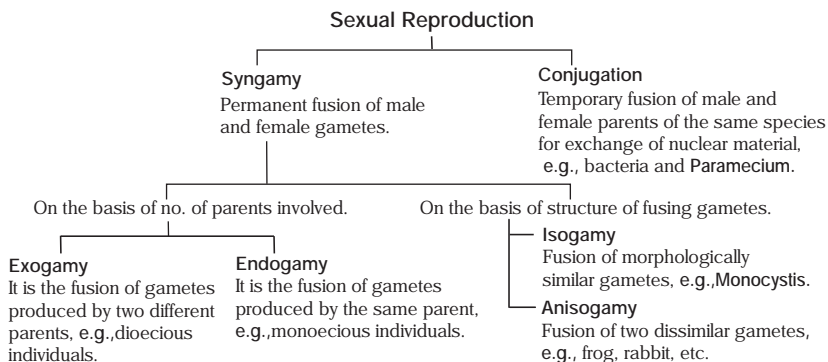 Sexual Reproduction
Syngamy
Permanent fusion of male
and female gametes.
Conjugation
Temporary fusion of male and
female parents of the same species
for exchange of nuclear material,
e.g., bacteria and Paramecium.
On the basis of no. of parents involved.
On the basis of structure of fusing gametes.
Exogamy
It is the fusion of gametes
produced by two different
parents, e.g.,dioecious
individuals.
Endogamy
It is the fusion of gametes
produced by the same parent,
e.g.,monoecious individuals.
Isogamy
Fusion of morphologically
similar gametes, e.g.,Monocystis.
Anisogamy
Fusion of two dissimilar gametes,
e.g., frog, rabbit, etc.